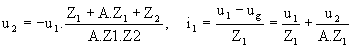 u₂ = −u₁. (Z₁ + A.Z₁ + Z₂) / (A.Z1.Z2) , i₁ = (u₁ − u_g) / Z₁ = u₁ / Z₁ + u₂ / (A.Z₁)